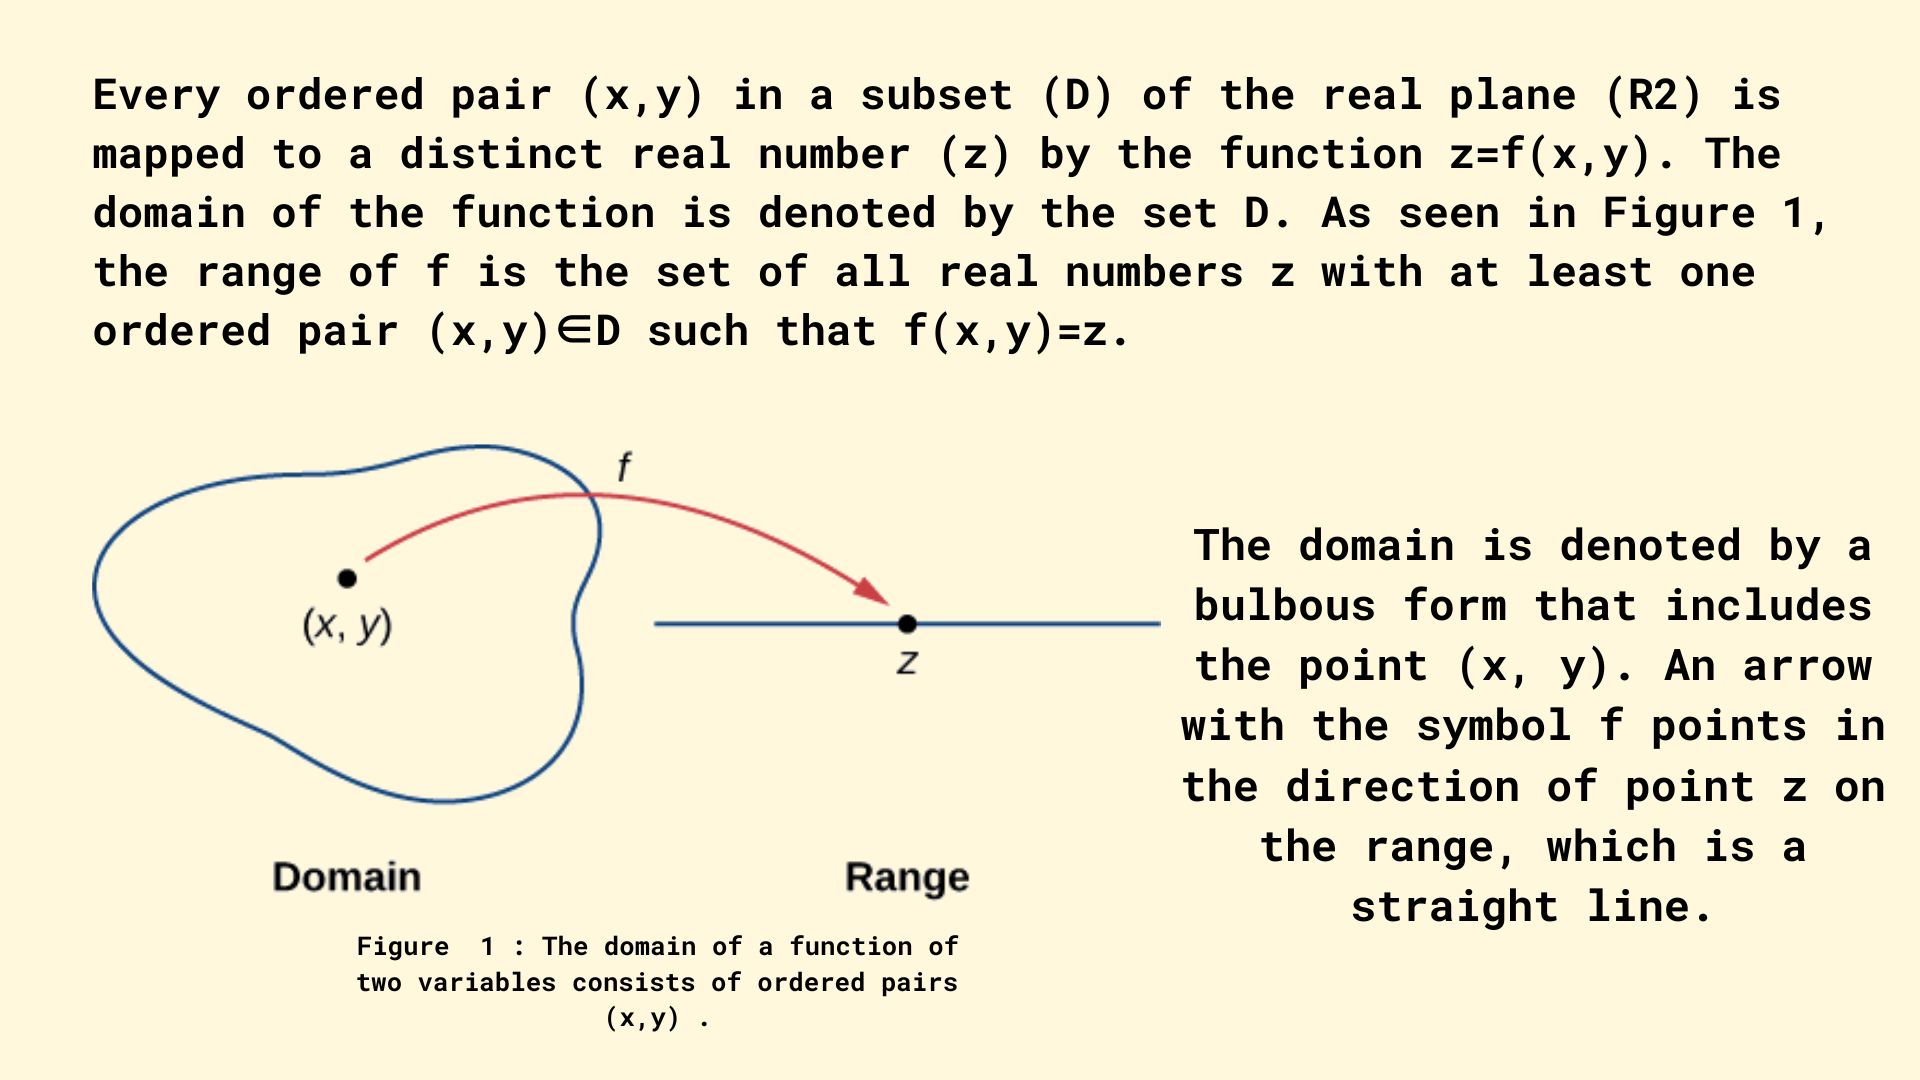 Every ordered pair (x,y) in a subset (D) of the real plane (R2) is
mapped to a distinct real number (z) by the function z=f(x,y). The
domain of the function is denoted by the set D. As seen in Figure 1,
the range of f is the set of all real numbers z with at least one
ordered pair (x,y)∈D such that f(x,y)=z.
f
(x, y)
z
Domain
Range
Figure  1 : The domain of a function of
two variables consists of ordered pairs
(x,y) .
The domain is denoted by a
bulbous form that includes
the point (x, y). An arrow
with the symbol f points in
the direction of point z on
the range, which is a
straight line.